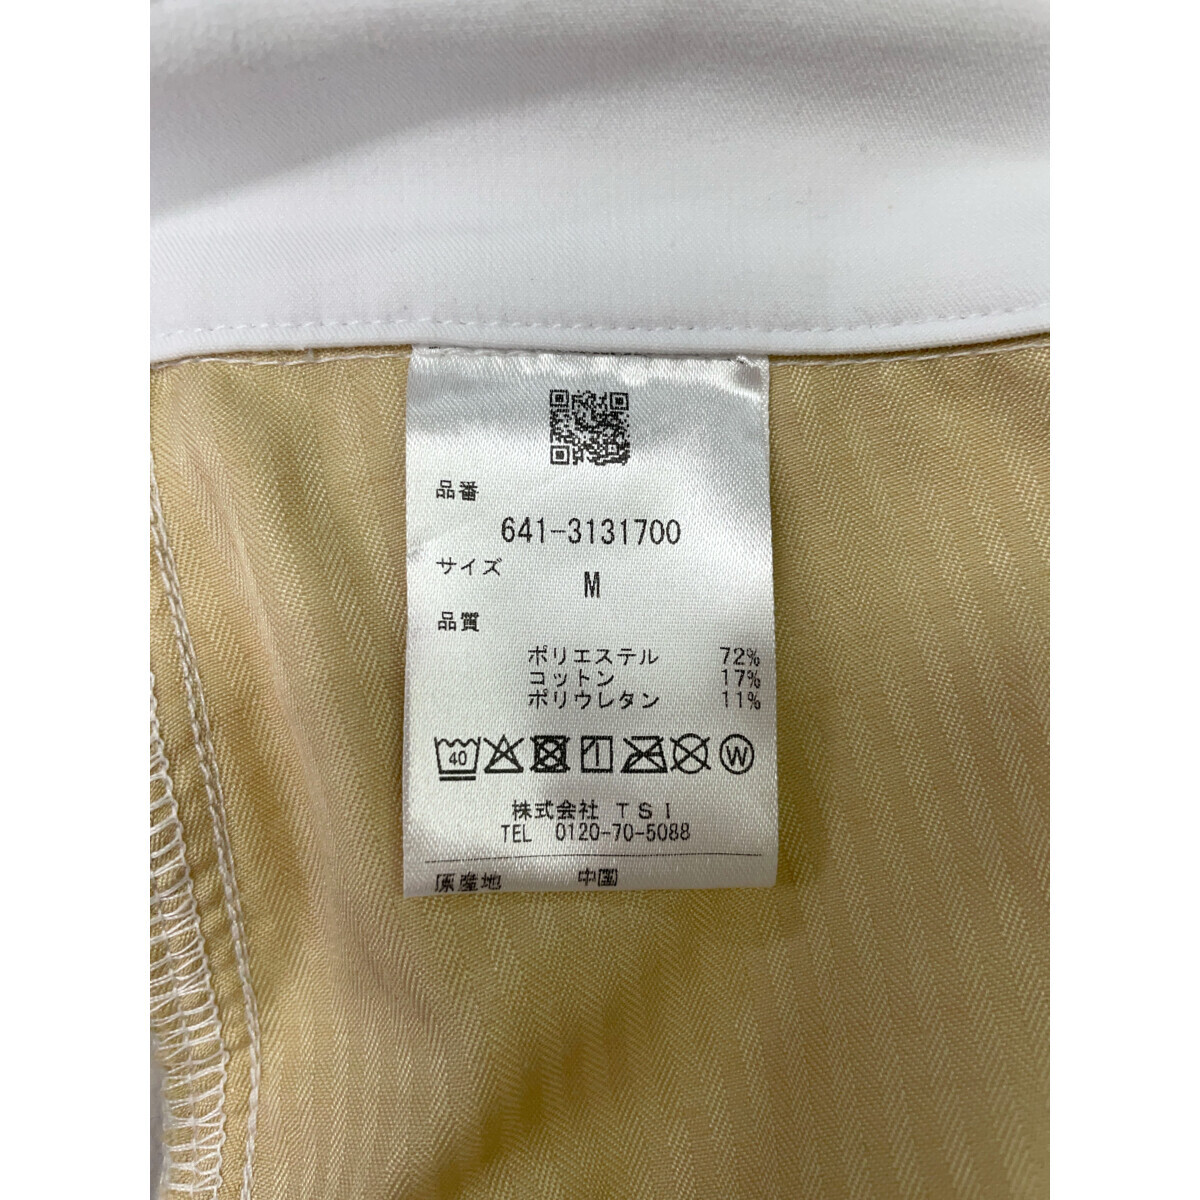 品番
641-3131700
サイズ
M
品質
ポリエステル 72%
コットン 17%
ポリウレタン 11%
40 W
株式会社 TSI
TEL 0120-70-5088
原産地 中国